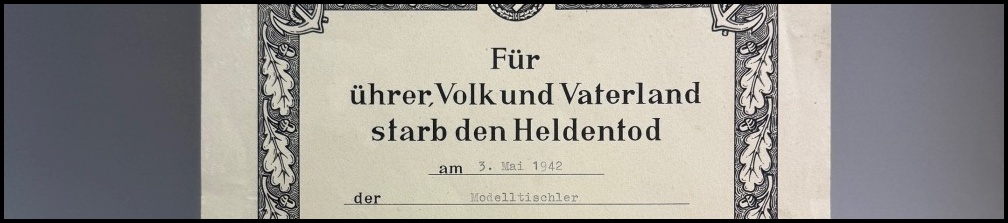 Für
ührer, Volk und Vaterland
starb den Heldentod
am 3. Mai 1942
der Modelltischler